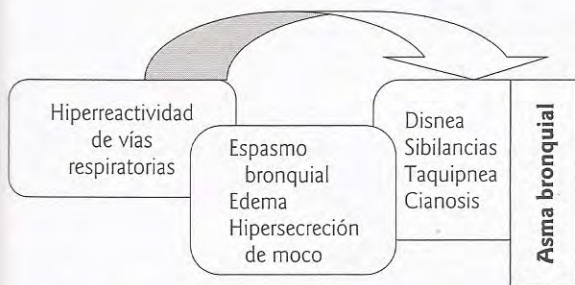 Hiperreactividad
de vías
respiratorias
Espasmo
bronquial
Edema
Hipersecreción
de moco
Disnea
Sibilancias
Taquipnea
Cianosis
Asma bronquial